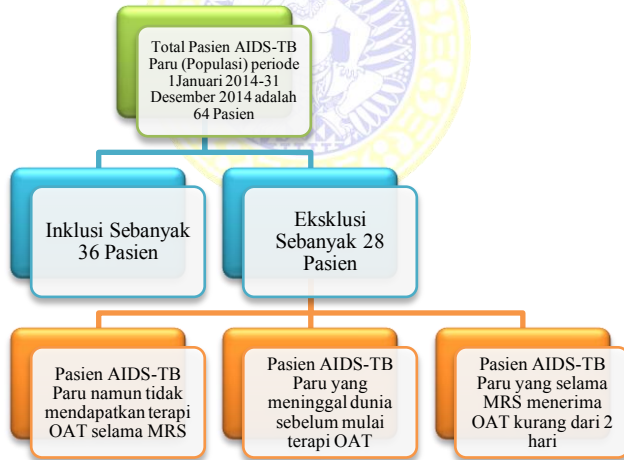 Total Pasien AIDS-TB
Paru (Populasi) periode
1Januari 2014-31
Desember 2014 adalah
64 Pasien
Inklusi Sebanyak
36 Pasien
Eksklusi
Sebanyak 28
Pasien
Pasien AIDS-TB
Paru namun tidak
mendapatkan terapi
OAT selama MRS
Pasien AIDS-TB
Paru yang
meninggal dunia
sebelum mulai
terapi OAT
Pasien AIDS-TB
Paru yang selama
MRS menerima
OAT kurang dari 2
hari